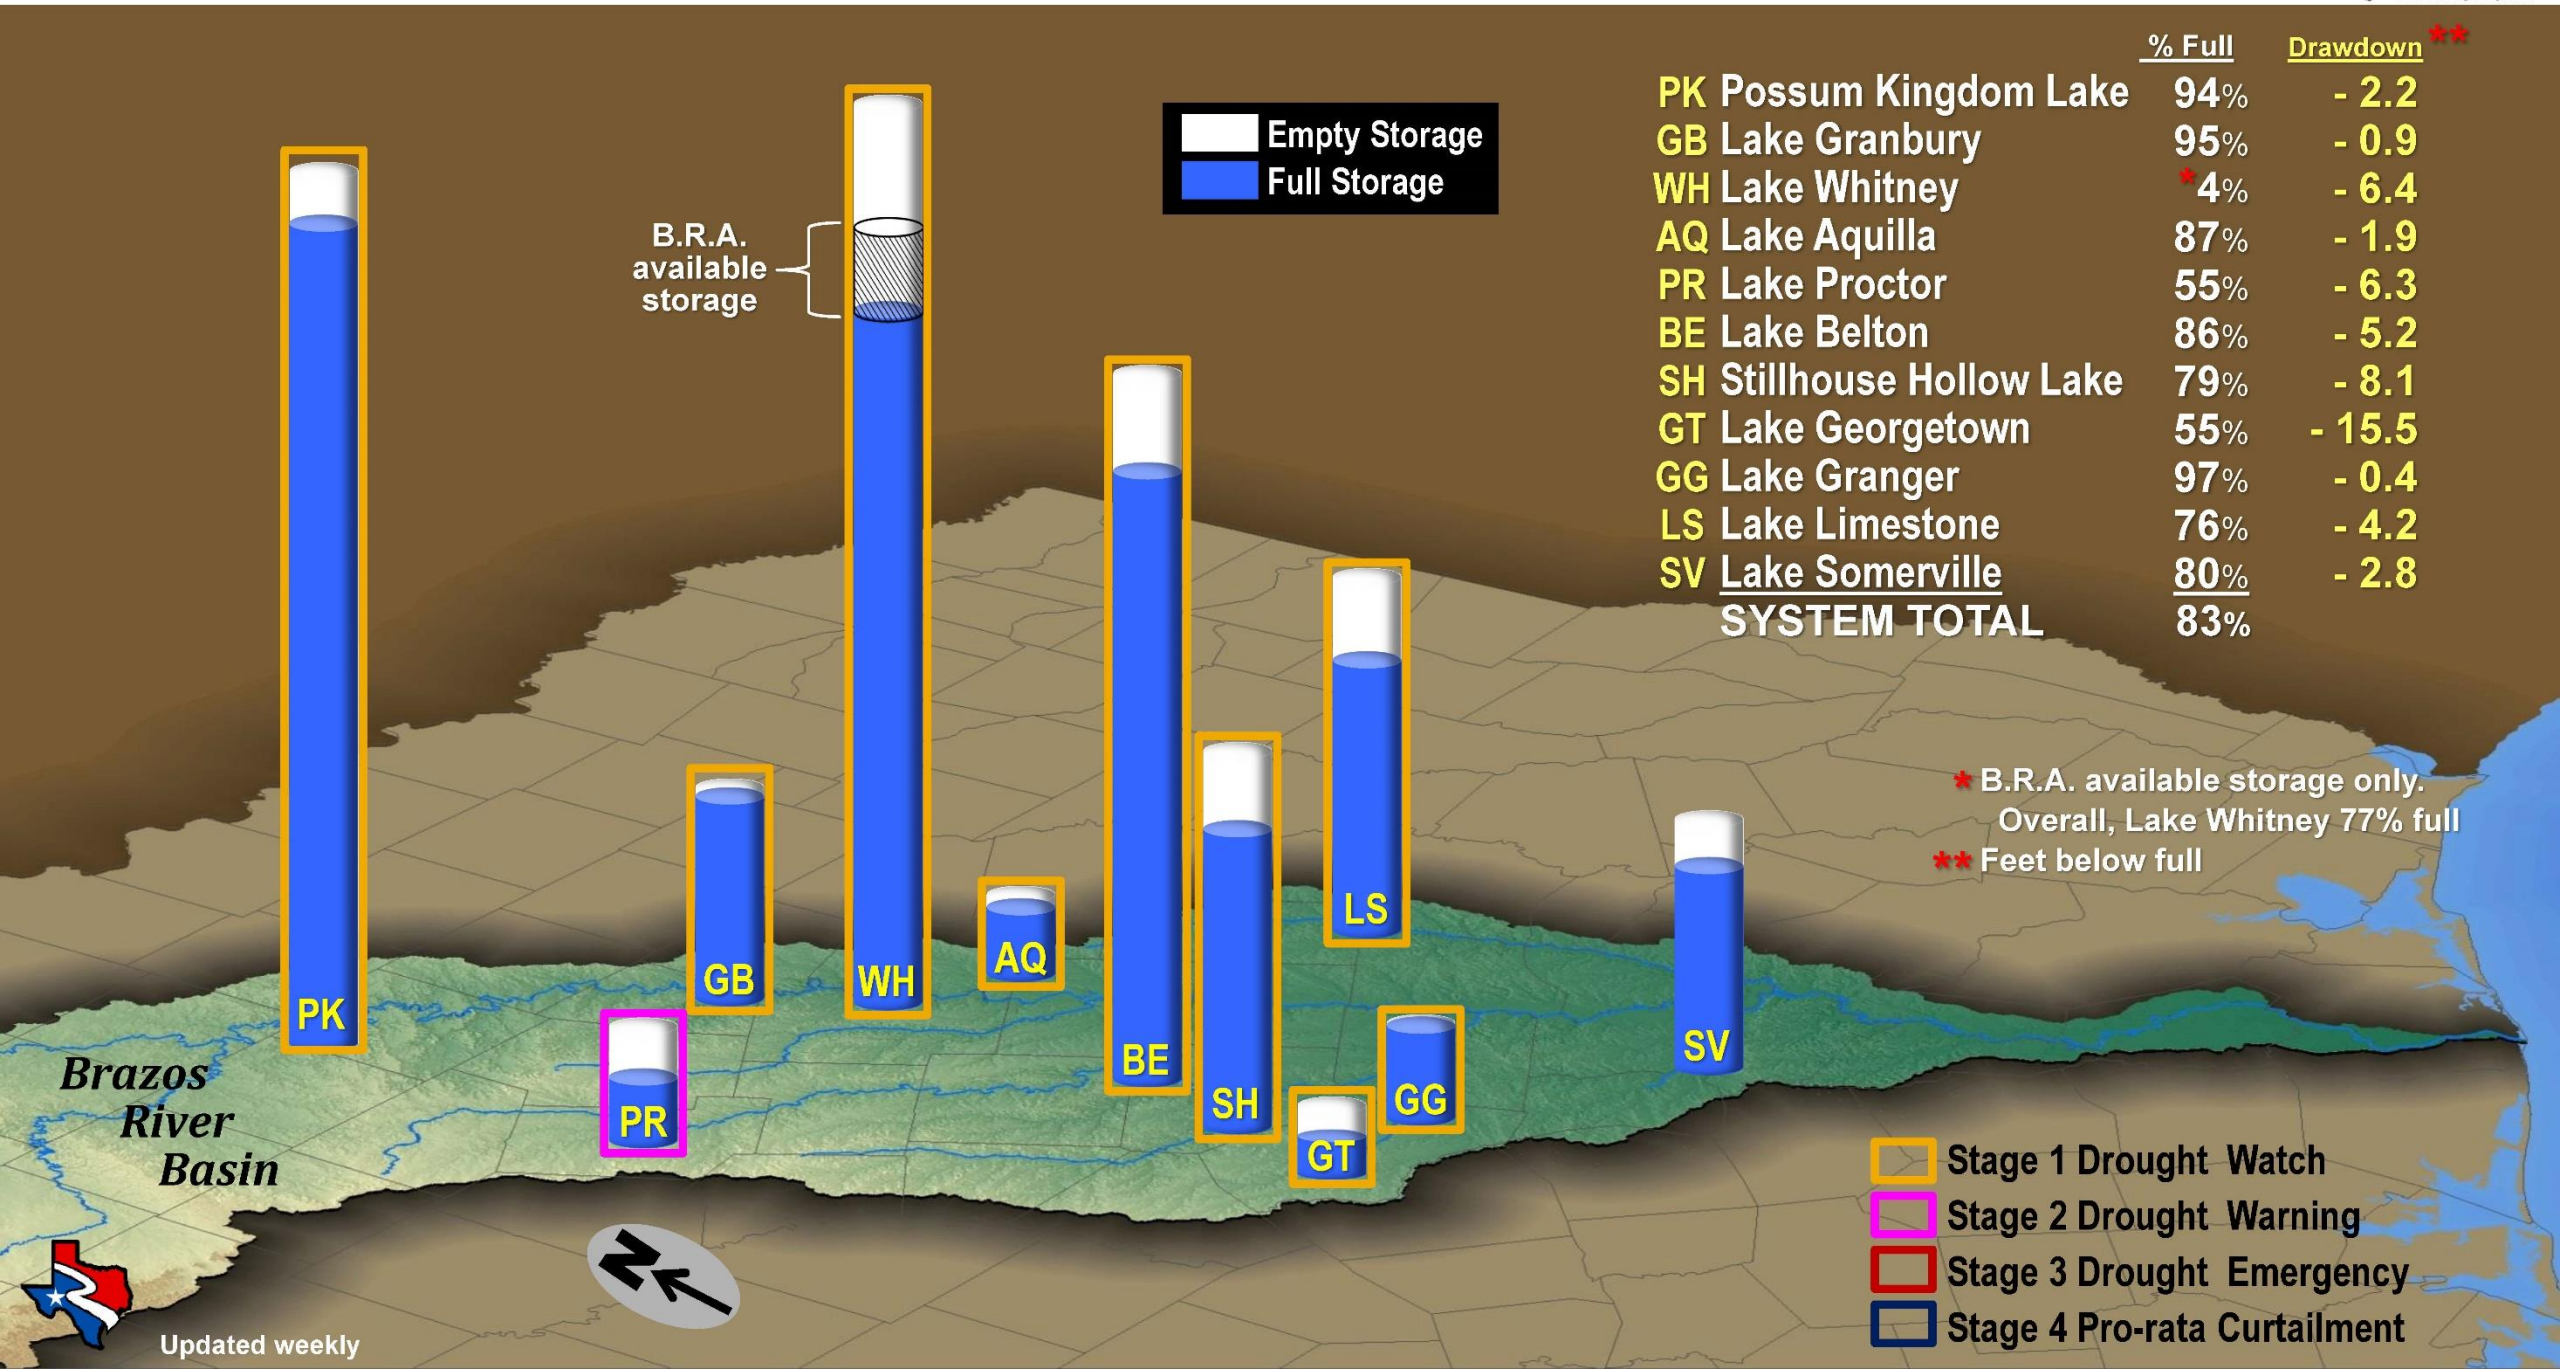 % Full Drawdown **
PK Possum Kingdom Lake 94% - 2.2
GB Lake Granbury 95% - 0.9
WH Lake Whitney *4% - 6.4
AQ Lake Aquilla 87% - 1.9
PR Lake Proctor 55% - 6.3
BE Lake Belton 86% - 5.2
SH Stillhouse Hollow Lake 79% - 8.1
GT Lake Georgetown 55% - 15.5
GG Lake Granger 97% - 0.4
LS Lake Limestone 76% - 4.2
SV Lake Somerville 80% - 2.8
SYSTEM TOTAL 83%
Empty Storage
Full Storage
B.R.A.
available
storage
* B.R.A. available storage only.
Overall, Lake Whitney 77% full
** Feet below full
PK
GB
WH
AQ
BE
LS
SH
PR
GT
GG
SV
Brazos
River
Basin
N
Stage 1 Drought Watch
Stage 2 Drought Warning
Stage 3 Drought Emergency
Stage 4 Pro-rata Curtailment
Updated weekly